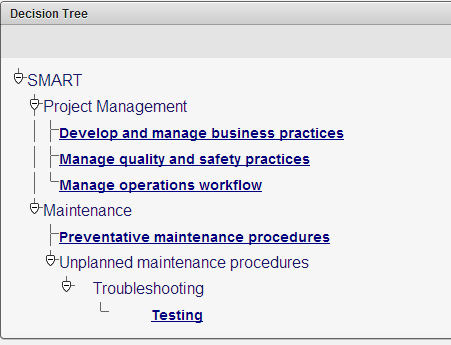 Decision Tree
SMART
Project Management
Develop and manage business practices
Manage quality and safety practices
Manage operations workflow
Maintenance
Preventative maintenance procedures
Unplanned maintenance procedures
Troubleshooting
Testing